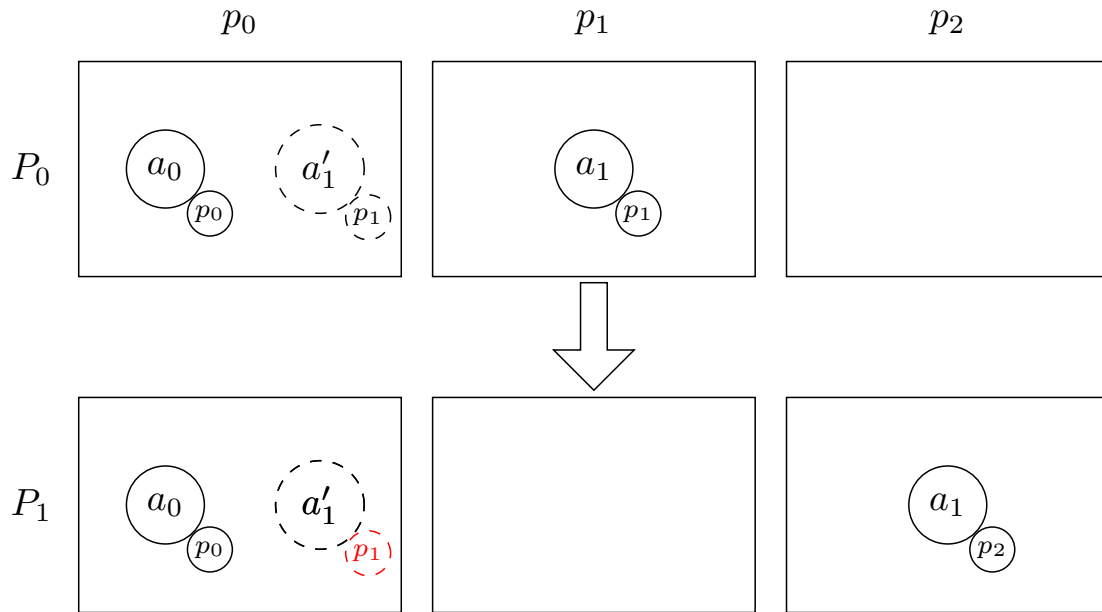 p₀ p₁ p₂
P₀ a₀ p₀ a′₁ p₁ a₁ p₁
P₁ a₀ p₀ a′₁ p₁ a₁ p₂